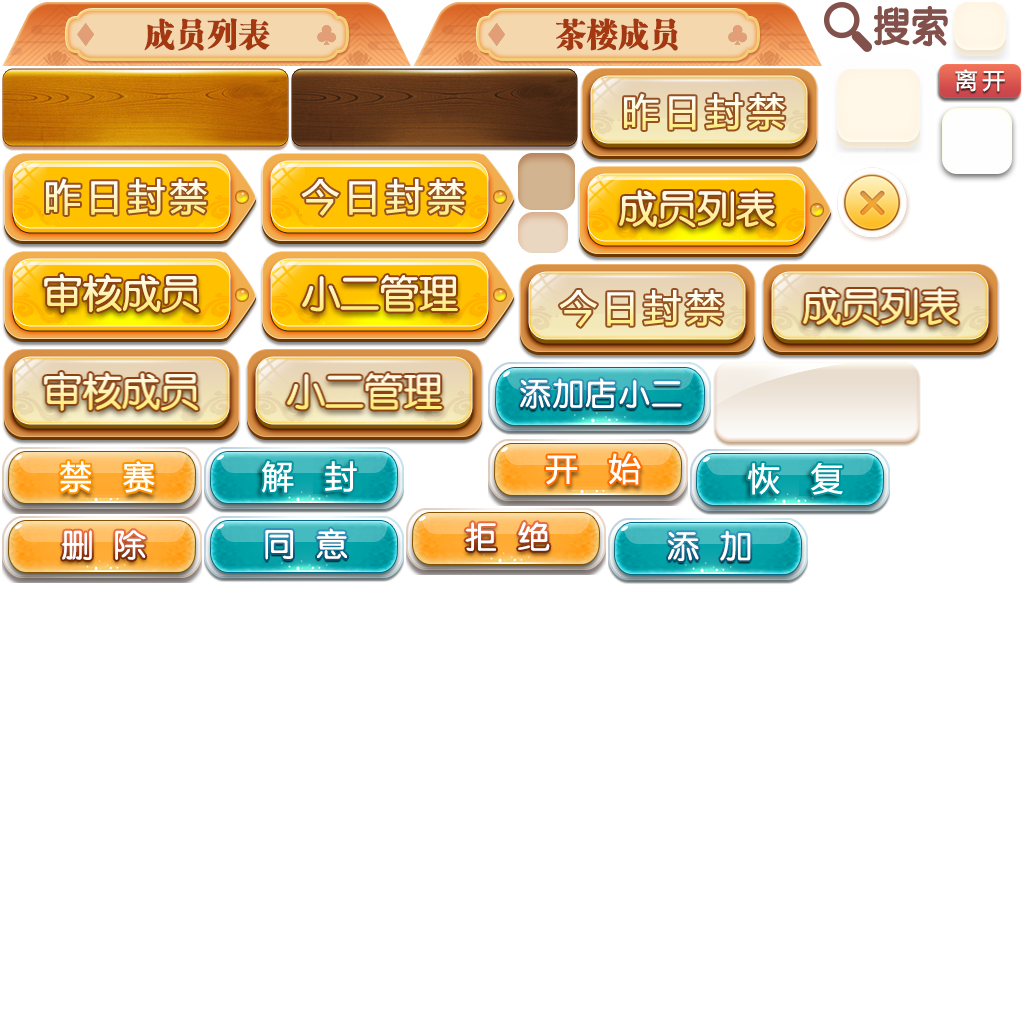 成员列表
茶楼成员
搜索
离开
昨日封禁
昨日封禁
今日封禁
成员列表
审核成员
小二管理
今日封禁
成员列表
审核成员
小二管理
添加店小二
禁 赛
解 封
开 始
恢 复
删 除
同 意
拒 绝
添 加